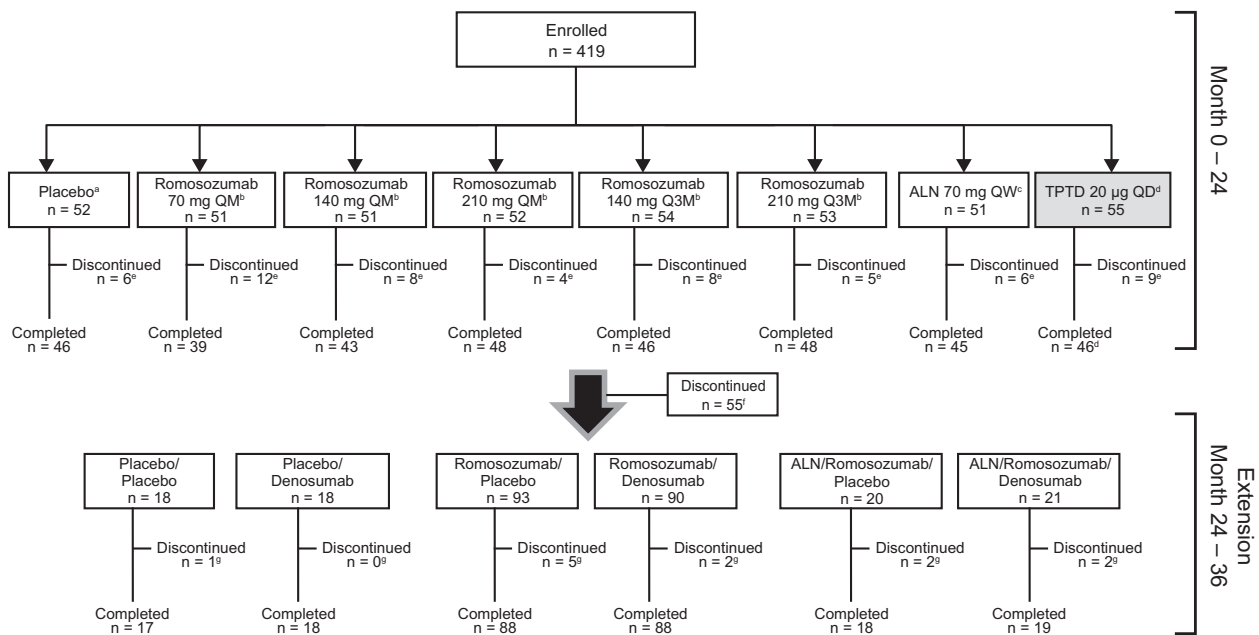 Enrolled
n = 419
Month 0 – 24
Placeboᵃ
n = 52
Romosozumab
70 mg QMᵇ
n = 51
Romosozumab
140 mg QMᵇ
n = 51
Romosozumab
210 mg QMᵇ
n = 52
Romosozumab
140 mg Q3Mᵇ
n = 54
Romosozumab
210 mg Q3Mᵇ
n = 53
ALN 70 mg QWᶜ
n = 51
TPTD 20 µg QDᵈ
n = 55
Discontinued
n = 6ᵉ
Discontinued
n = 12ᵉ
Discontinued
n = 8ᵉ
Discontinued
n = 4ᵉ
Discontinued
n = 8ᵉ
Discontinued
n = 5ᵉ
Discontinued
n = 6ᵉ
Discontinued
n = 9ᵉ
Completed
n = 46
Completed
n = 39
Completed
n = 43
Completed
n = 48
Completed
n = 46
Completed
n = 48
Completed
n = 45
Completed
n = 46ᵈ
Discontinued
n = 55ᶠ
Extension
Month 24 – 36
Placebo/
Placebo
n = 18
Placebo/
Denosumab
n = 18
Romosozumab/
Placebo
n = 93
Romosozumab/
Denosumab
n = 90
ALN/Romosozumab/
Placebo
n = 20
ALN/Romosozumab/
Denosumab
n = 21
Discontinued
n = 1ᵍ
Discontinued
n = 0ᵍ
Discontinued
n = 5ᵍ
Discontinued
n = 2ᵍ
Discontinued
n = 2ᵍ
Discontinued
n = 2ᵍ
Completed
n = 17
Completed
n = 18
Completed
n = 88
Completed
n = 88
Completed
n = 18
Completed
n = 19